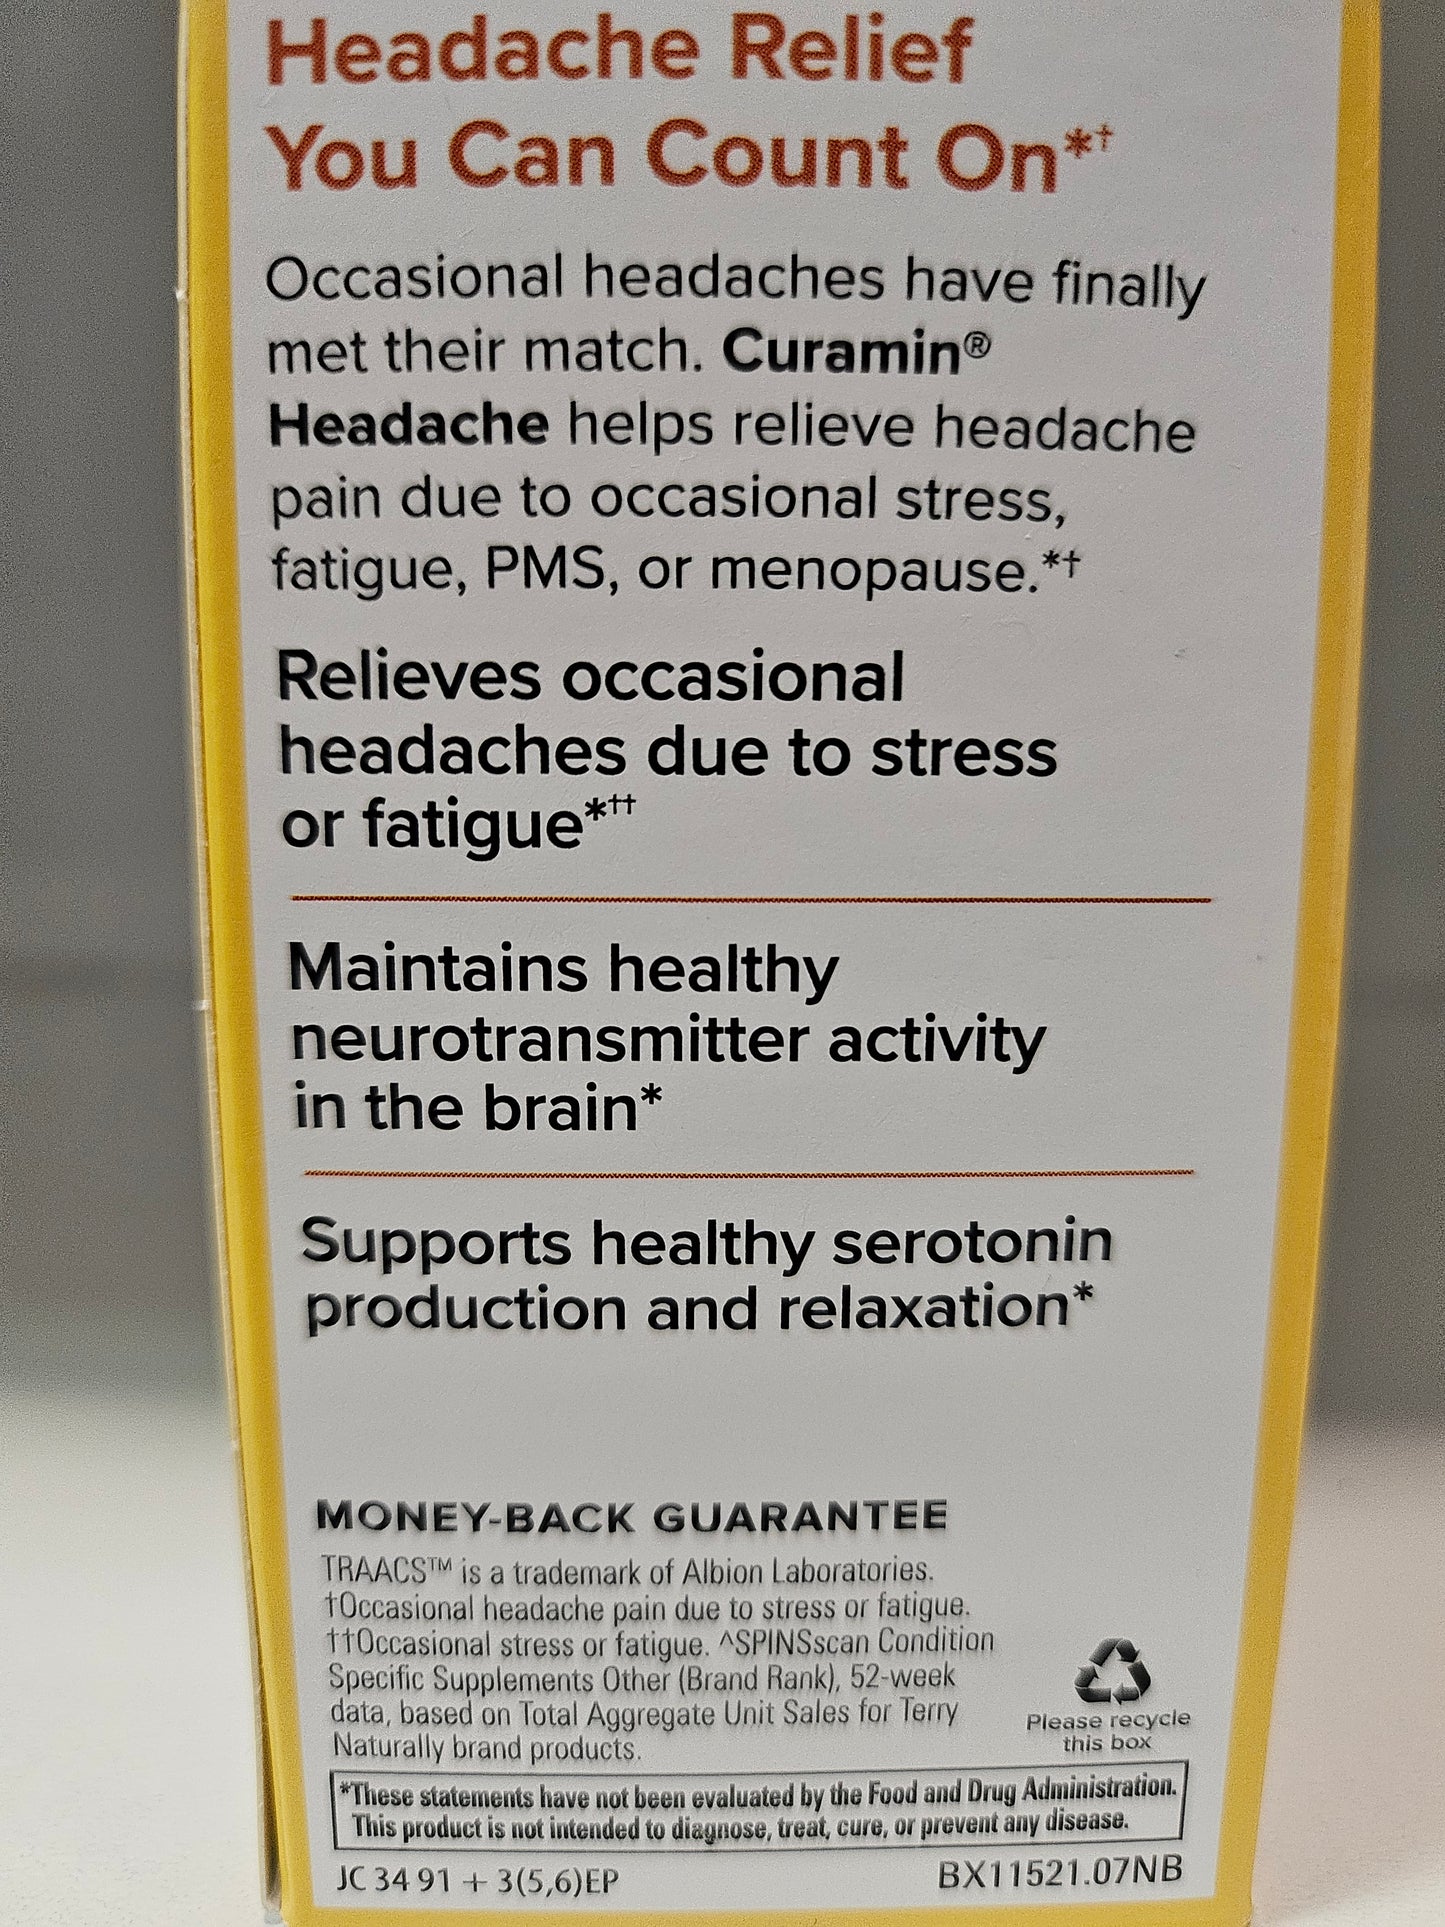 Headache Relief
You Can Count On*†
Occasional headaches have finally
met their match. Curamin®
Headache helps relieve headache
pain due to occasional stress,
fatigue, PMS, or menopause.*†
Relieves occasional
headaches due to stress
or fatigue*††
Maintains healthy
neurotransmitter activity
in the brain*
Supports healthy serotonin
production and relaxation*
MONEY-BACK GUARANTEE
TRAACS™ is a trademark of Albion Laboratories.
†Occasional headache pain due to stress or fatigue.
††Occasional stress or fatigue. ^SPINSscan Condition
Specific Supplements Other (Brand Rank), 52-week
data, based on Total Aggregate Unit Sales for Terry
Naturally brand products.
Please recycle
this box
*These statements have not been evaluated by the Food and Drug Administration.
This product is not intended to diagnose, treat, cure, or prevent any disease.
JC 34 91 + 3(5,6)EP
BX11521.07NB